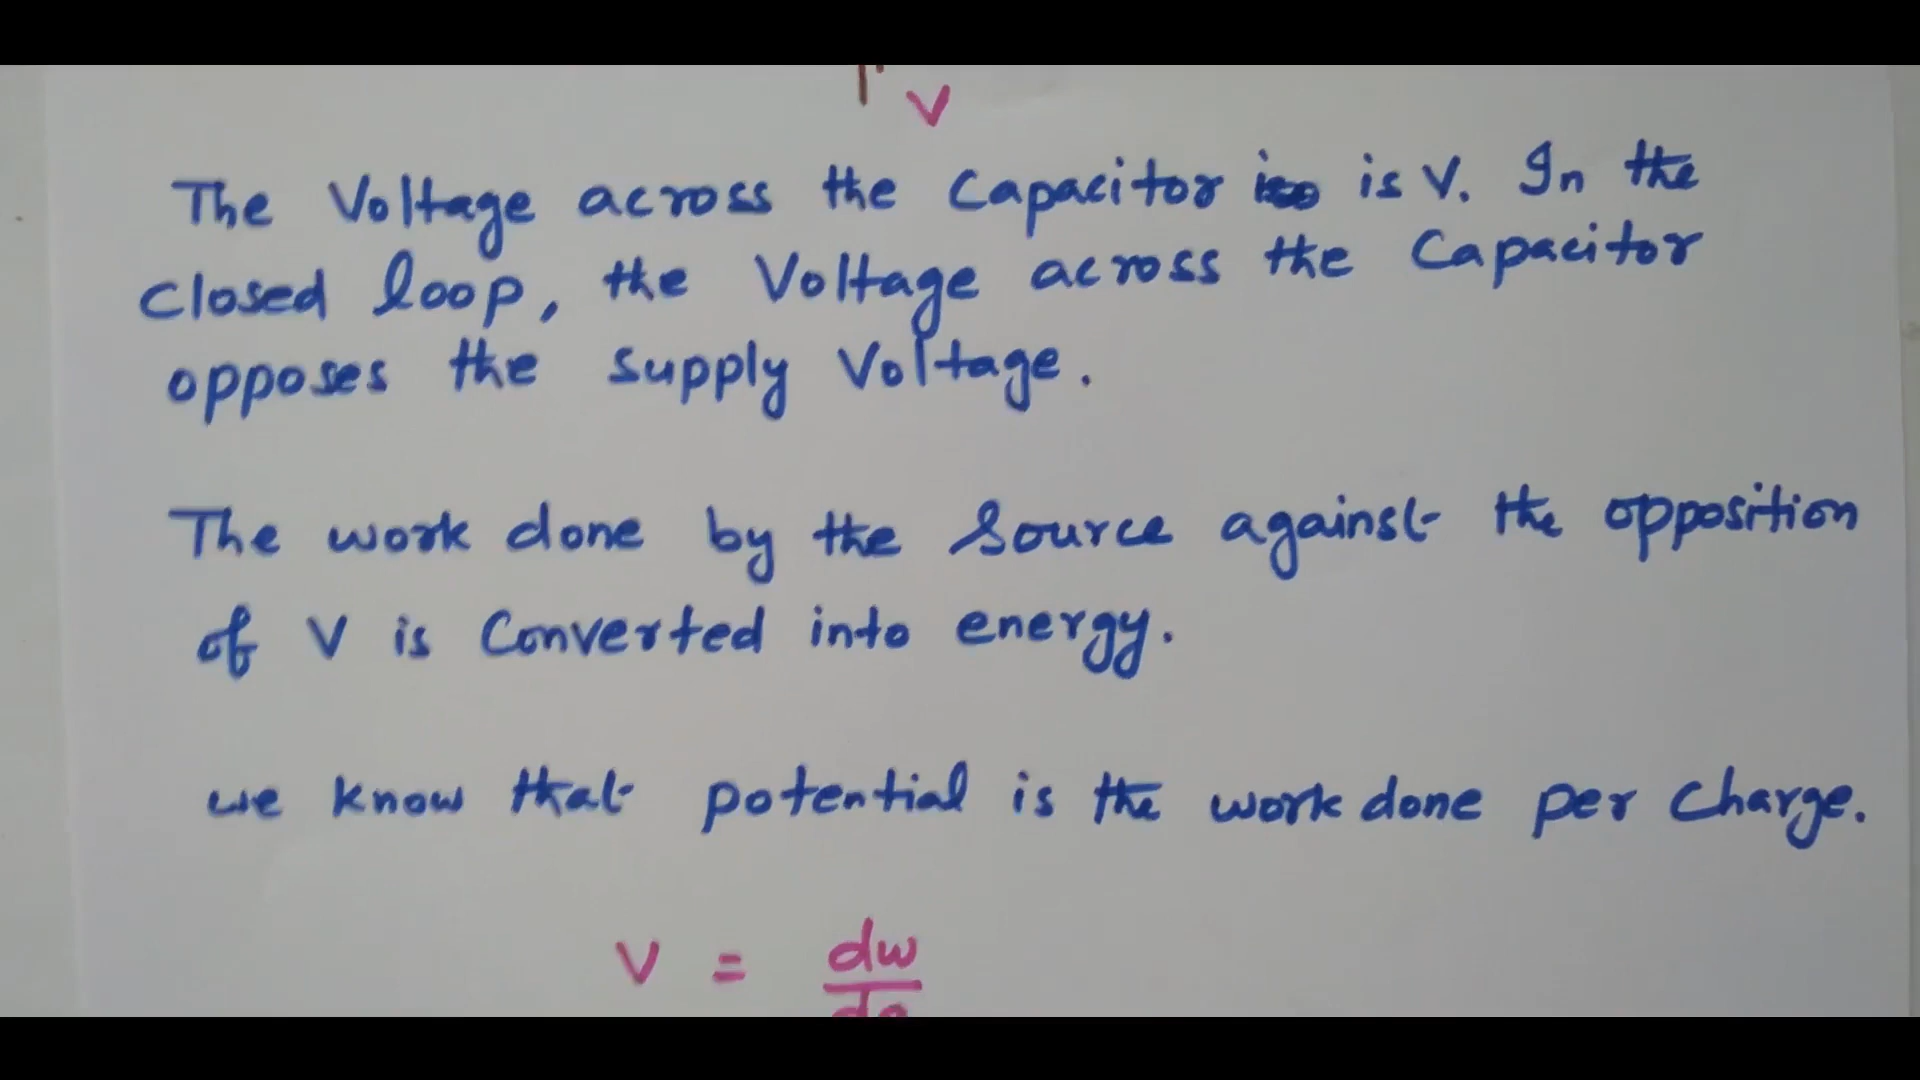 V
The Voltage across the Capacitor is V. In the
Closed loop, the Voltage across the Capacitor
opposes the supply Voltage.
The work done by the Source against the opposition
of V is Converted into energy.
we know that potential is the work done per Charge.
V = dw